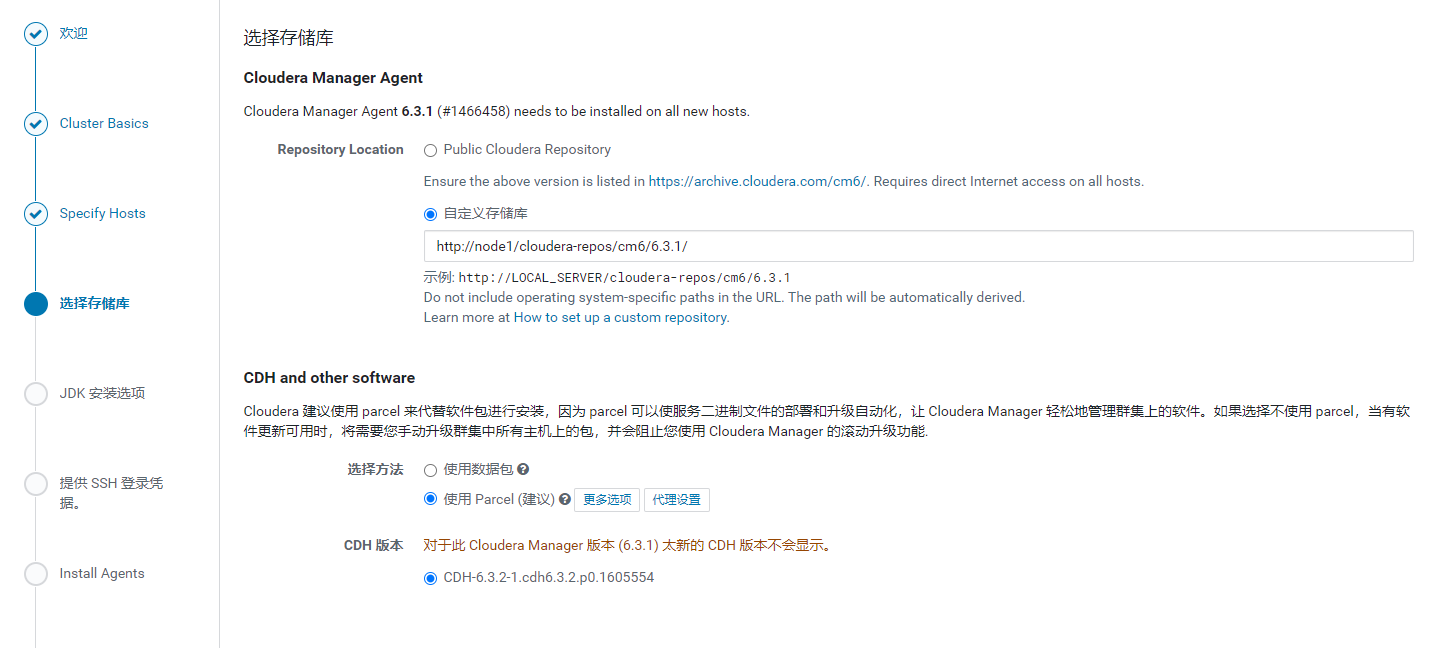 欢迎
Cluster Basics
Specify Hosts
选择存储库
JDK 安装选项
提供 SSH 登录凭
据。
Install Agents
选择存储库
Cloudera Manager Agent
Cloudera Manager Agent 6.3.1 (#1466458) needs to be installed on all new hosts.
Repository Location Public Cloudera Repository
Ensure the above version is listed in https://archive.cloudera.com/cm6/. Requires direct Internet access on all hosts.
自定义存储库
http://node1/cloudera-repos/cm6/6.3.1/
示例: http://LOCAL_SERVER/cloudera-repos/cm6/6.3.1
Do not include operating system-specific paths in the URL. The path will be automatically derived.
Learn more at How to set up a custom repository.
CDH and other software
Cloudera 建议使用 parcel 来代替软件包进行安装，因为 parcel 可以使服务二进制文件的部署和升级自动化，让 Cloudera Manager 轻松地管理群集上的软件。如果选择不使用 parcel，当有软
件更新可用时，将需要您手动升级群集中所有主机上的包，并会阻止您使用 Cloudera Manager 的滚动升级功能.
选择方法 使用数据包
使用 Parcel (建议) 更多选项 代理设置
CDH 版本 对于此 Cloudera Manager 版本 (6.3.1) 太新的 CDH 版本不会显示。
CDH-6.3.2-1.cdh6.3.2.p0.1605554